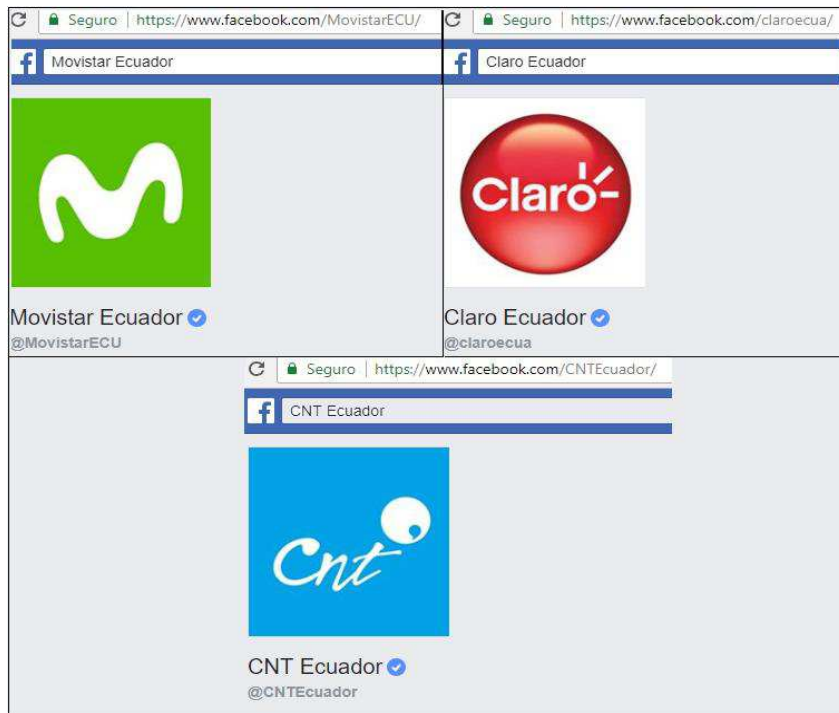 Seguro | https://www.facebook.com/MovistarECU/
f Movistar Ecuador
Movistar Ecuador
@MovistarECU
Seguro | https://www.facebook.com/claroecua/
f Claro Ecuador
Claro
Claro Ecuador
@claroecua
Seguro | https://www.facebook.com/CNTEcuador/
f CNT Ecuador
Cnt
CNT Ecuador
@CNTEcuador